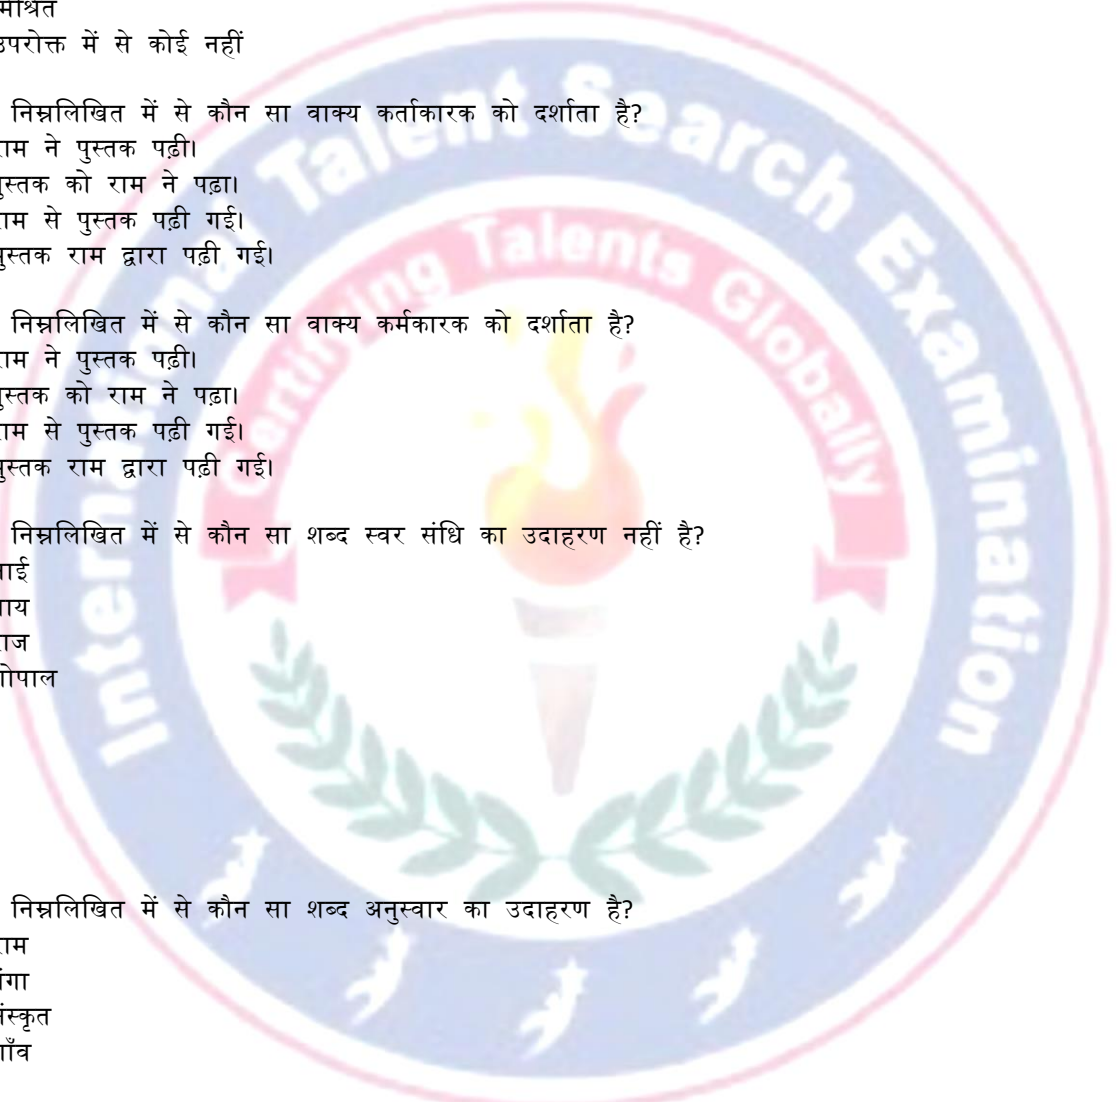 मिश्रित
उपरोक्त में से कोई नहीं
निम्नलिखित में से कौन सा वाक्य कर्ताकारक को दर्शाता है?
राम ने पुस्तक पढ़ी।
पुस्तक को राम ने पढ़ा।
राम से पुस्तक पढ़ी गई।
पुस्तक राम द्वारा पढ़ी गई।
निम्नलिखित में से कौन सा वाक्य कर्मकारक को दर्शाता है?
राम ने पुस्तक पढ़ी।
पुस्तक को राम ने पढ़ा।
राम से पुस्तक पढ़ी गई।
पुस्तक राम द्वारा पढ़ी गई।
निम्नलिखित में से कौन सा शब्द स्वर संधि का उदाहरण नहीं है?
राज
गोपाल
निम्नलिखित में से कौन सा शब्द अनुस्वार का उदाहरण है?
राम
गंगा
संस्कृत
गाँव
International Talent Search Examination
Certifying Talents Globally